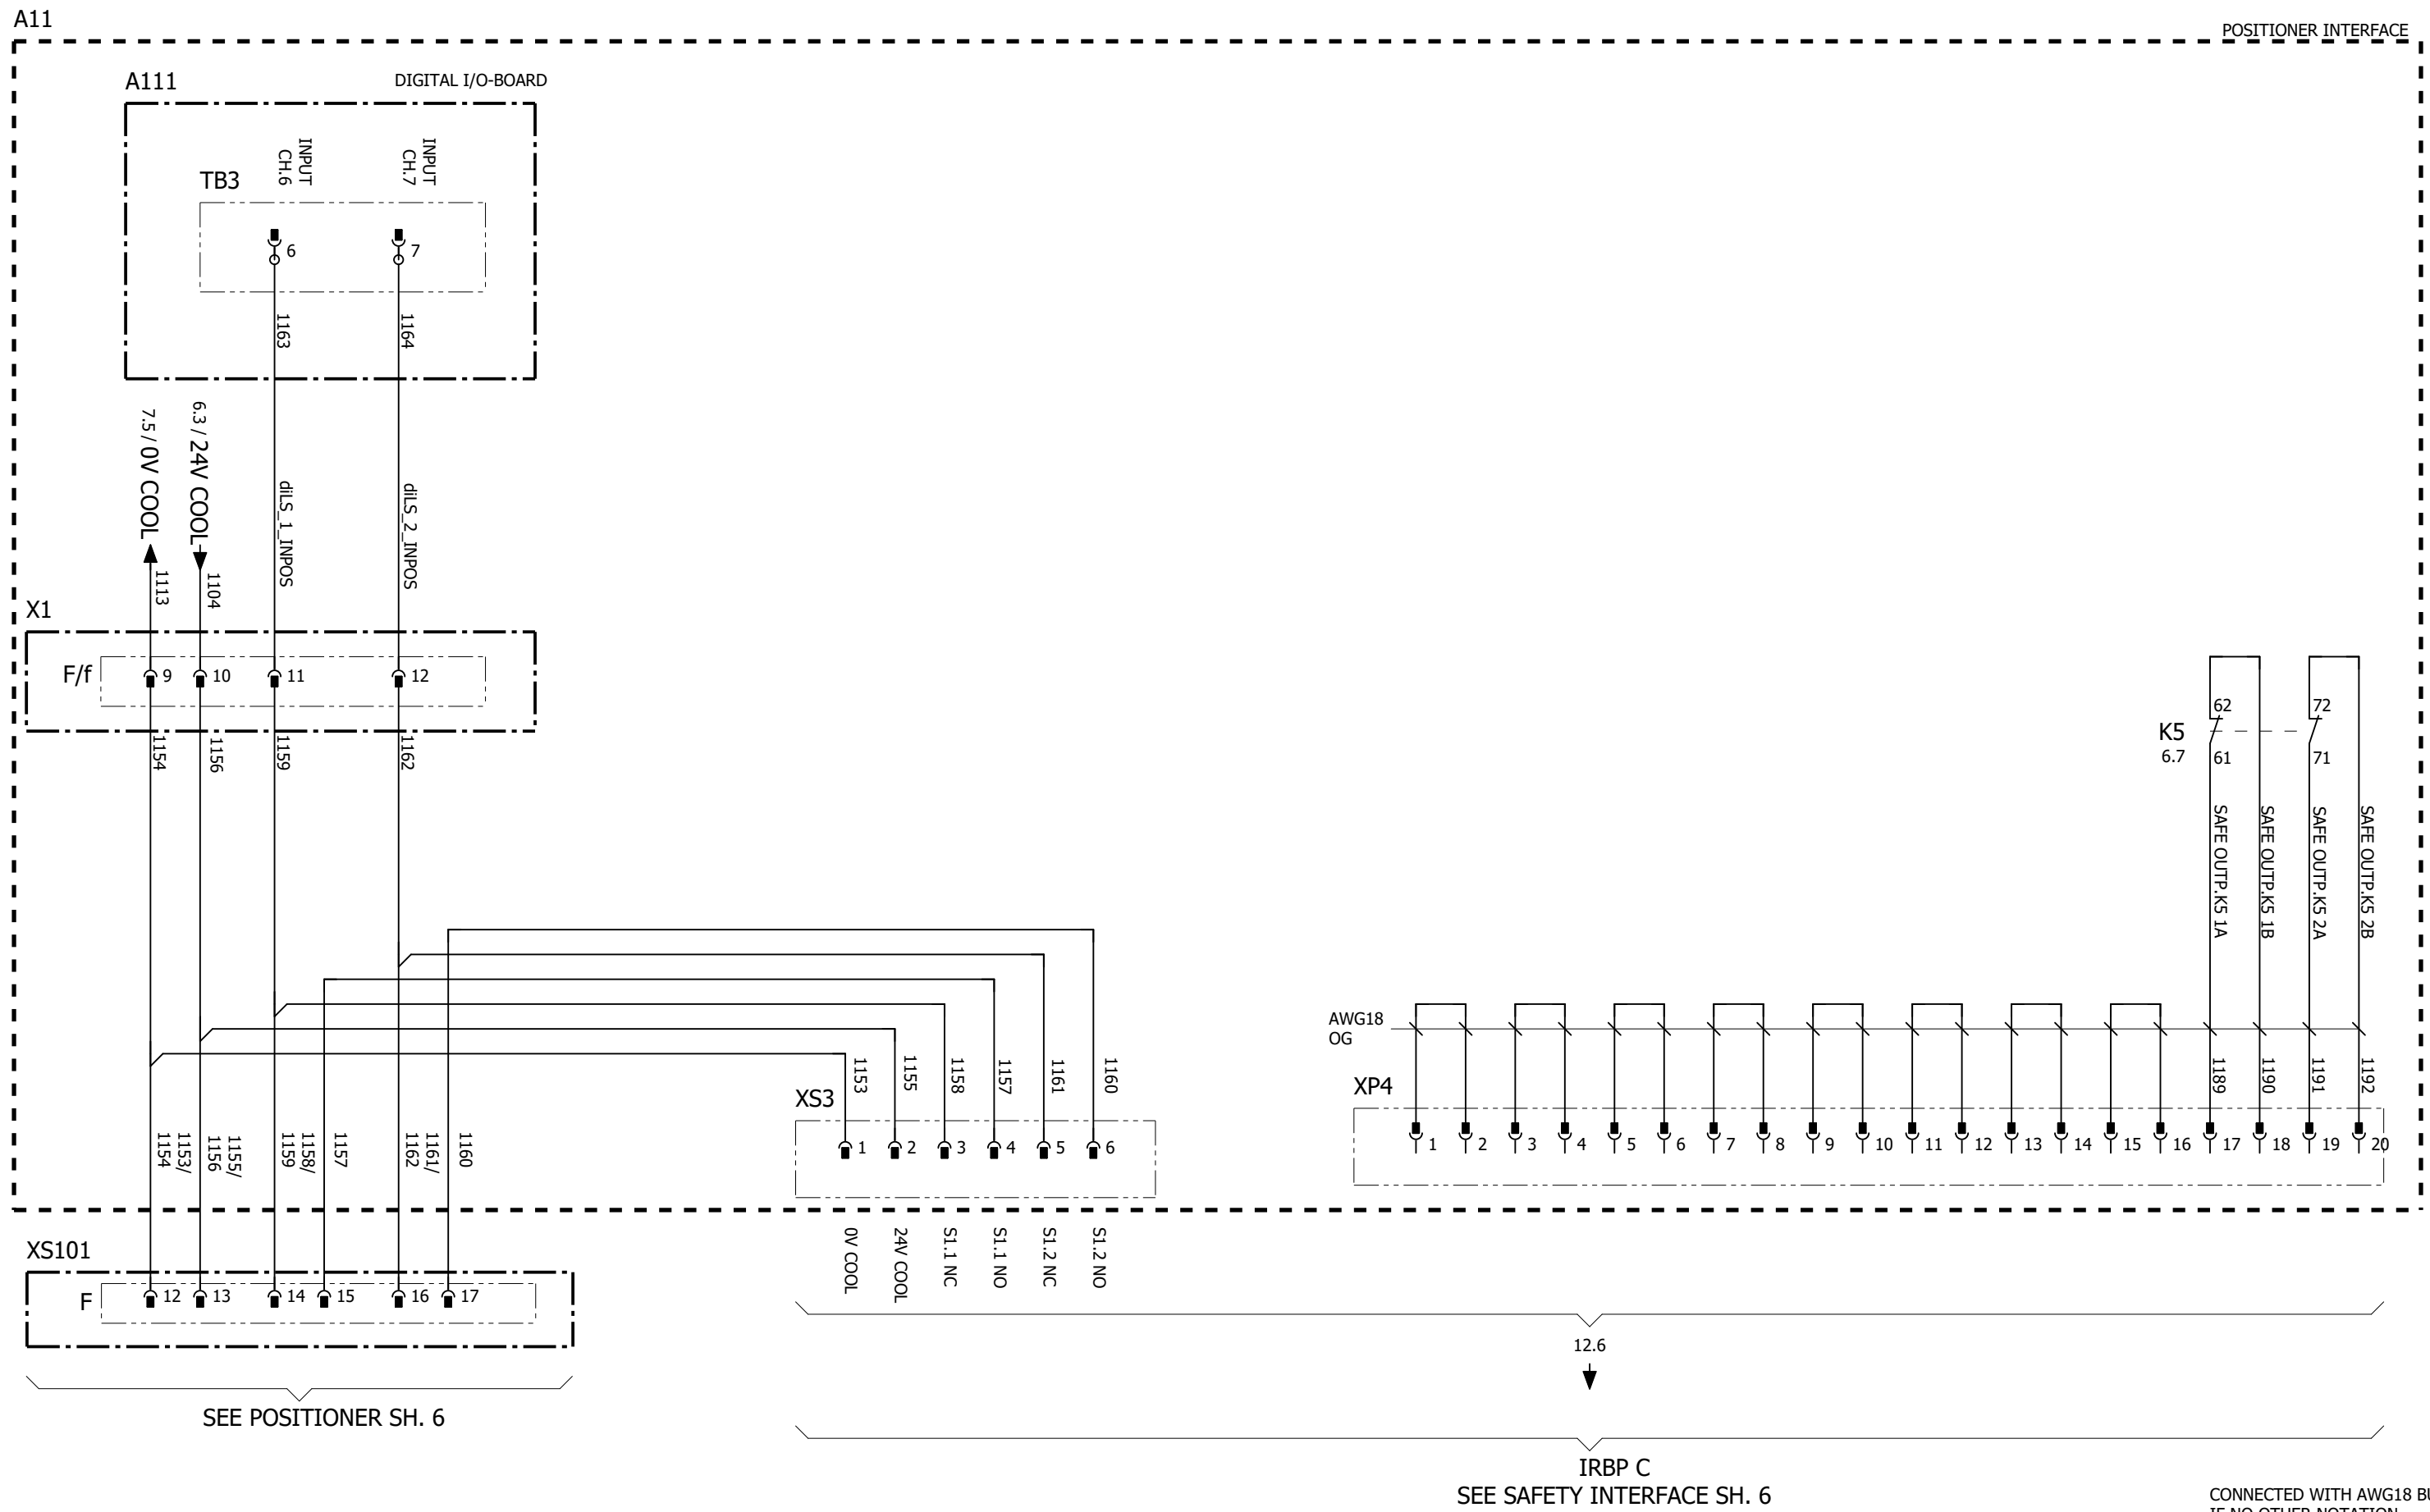 A11
POSITIONER INTERFACE
A111
DIGITAL I/O-BOARD
INPUT
CH.6
INPUT
CH.7
TB3
6
7
1163
1164
7.5 / 0V COOL
6.3 / 24V COOL
diLS_1_INPOS
diLS_2_INPOS
1113
1104
X1
F/f
9
10
11
12
1154
1156
1159
1162
K5
6.7
62
61
72
71
SAFE OUTP.K5 1A
SAFE OUTP.K5 1B
SAFE OUTP.K5 2A
SAFE OUTP.K5 2B
AWG18
OG
1153
1155
1158
1157
1161
1160
1189
1190
1191
1192
XS3
1
2
3
4
5
6
XP4
1
2
3
4
5
6
7
8
9
10
11
12
13
14
15
16
17
18
19
20
1153/
1154
1155/
1156
1158/
1159
1157
1161/
1162
1160
0V COOL
24V COOL
S1.1 NC
S1.1 NO
S1.2 NC
S1.2 NO
XS101
F
12
13
14
15
16
17
12.6
SEE POSITIONER SH. 6
IRBP C
SEE SAFETY INTERFACE SH. 6
CONNECTED WITH AWG18
IF NO OTHER NOTATION